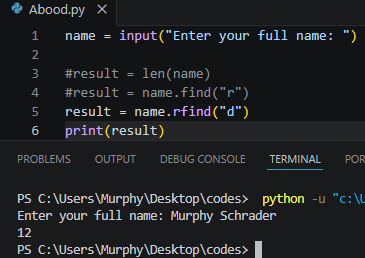 Abood.py
1 name = input("Enter your full name: ")
2
3 #result = len(name)
4 #result = name.find("r")
5 result = name.rfind("d")
6 print(result)
PROBLEMS OUTPUT DEBUG CONSOLE TERMINAL POR
PS C:\Users\Murphy\Desktop\codes> python -u "c:\U
Enter your full name: Murphy Schrader
12
PS C:\Users\Murphy\Desktop\codes>